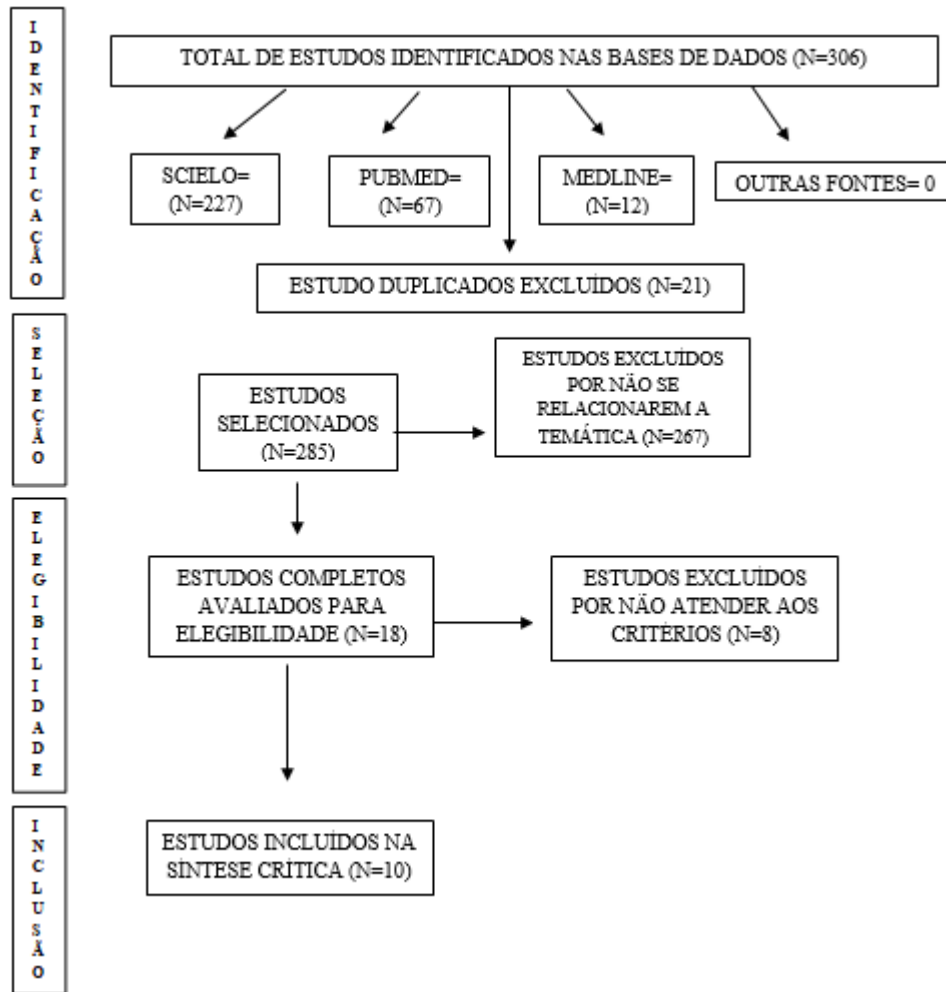 IDENTIFICAÇÃO
TOTAL DE ESTUDOS IDENTIFICADOS NAS BASES DE DADOS (N=306)
SCIELO=
(N=227)
PUBMED=
(N=67)
MEDLINE=
(N=12)
OUTRAS FONTES= 0
ESTUDO DUPLICADOS EXCLUÍDOS (N=21)
SELEÇÃO
ESTUDOS
SELECIONADOS
(N=285)
ESTUDOS EXCLUÍDOS
POR NÃO SE
RELACIONAREM A
TEMÁTICA (N=267)
ELEGIBILIDADE
ESTUDOS COMPLETOS
AVALIADOS PARA
ELEGIBILIDADE (N=18)
ESTUDOS EXCLUÍDOS
POR NÃO ATENDER AOS
CRITÉRIOS (N=8)
INCLUSÃO
ESTUDOS INCLUÍDOS NA
SÍNTESE CRÍTICA (N=10)